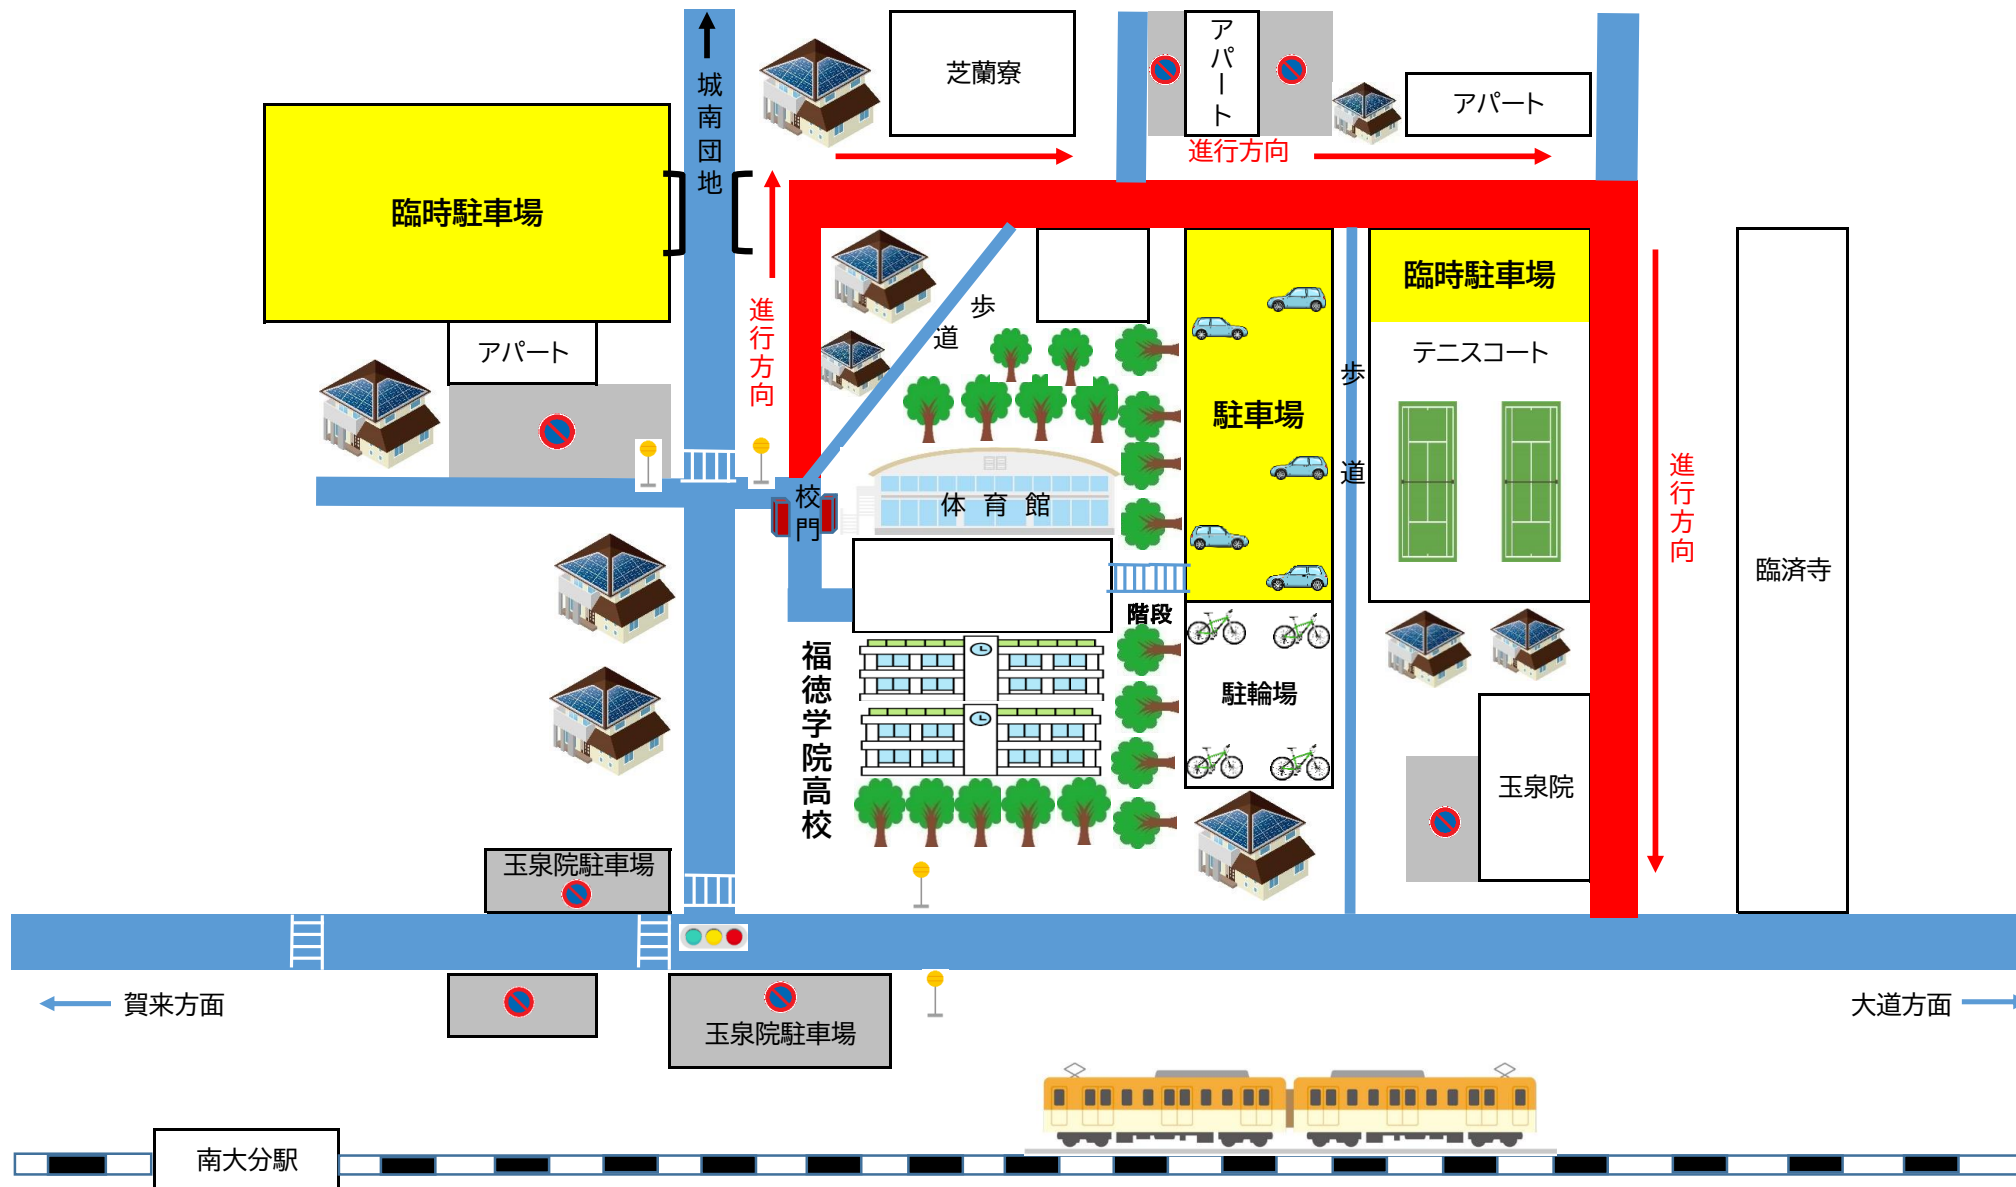 城南団地
芝蘭寮
アパート
アパート
進行方向
臨時駐車場
臨時駐車場
進行方向
歩道
アパート
テニスコート
歩道
駐車場
進行方向
校門
体育館
臨済寺
階段
福徳学院高校
駐輪場
玉泉院
玉泉院駐車場
賀来方面
大道方面
玉泉院駐車場
南大分駅